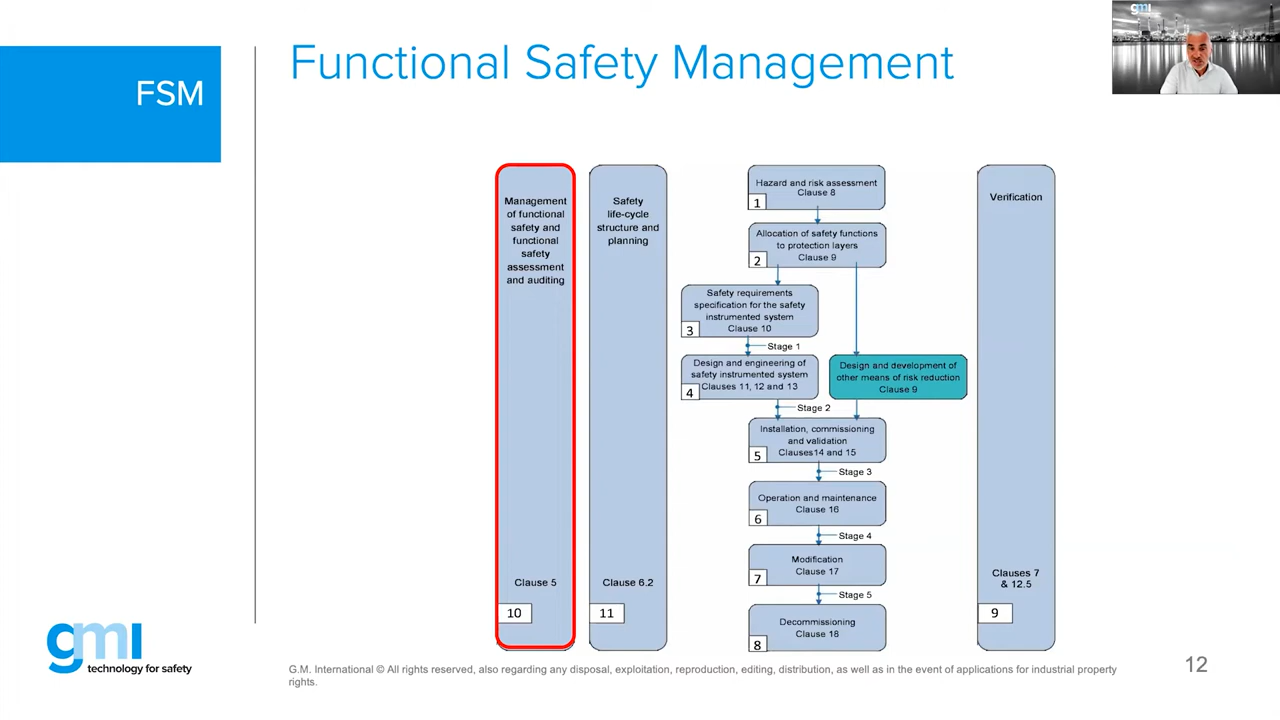 gmi
Functional Safety Management
FSM
Management
of functional
safety and
functional
safety
assessment
and auditing
Clause 5
10
Safety
life-cycle
structure and
planning
Clause 6.2
11
Hazard and risk assessment
Clause 8
1
Allocation of safety functions
to protection layers
Clause 9
2
Safety requirements
specification for the safety
instrumented system
Clause 10
3
Stage 1
Design and engineering of
safety instrumented system
Clauses 11, 12 and 13
4
Design and development of
other means of risk reduction
Clause 9
Stage 2
Installation, commissioning
and validation
Clauses14 and 15
5
Stage 3
Operation and maintenance
Clause 16
6
Stage 4
Modification
Clause 17
7
Stage 5
Decommissioning
Clause 18
8
Verification
Clauses 7
& 12.5
9
gmi
technology for safety
G.M. International © All rights reserved, also regarding any disposal, exploitation, reproduction, editing, distribution, as well as in the event of applications for industrial property
rights.
12